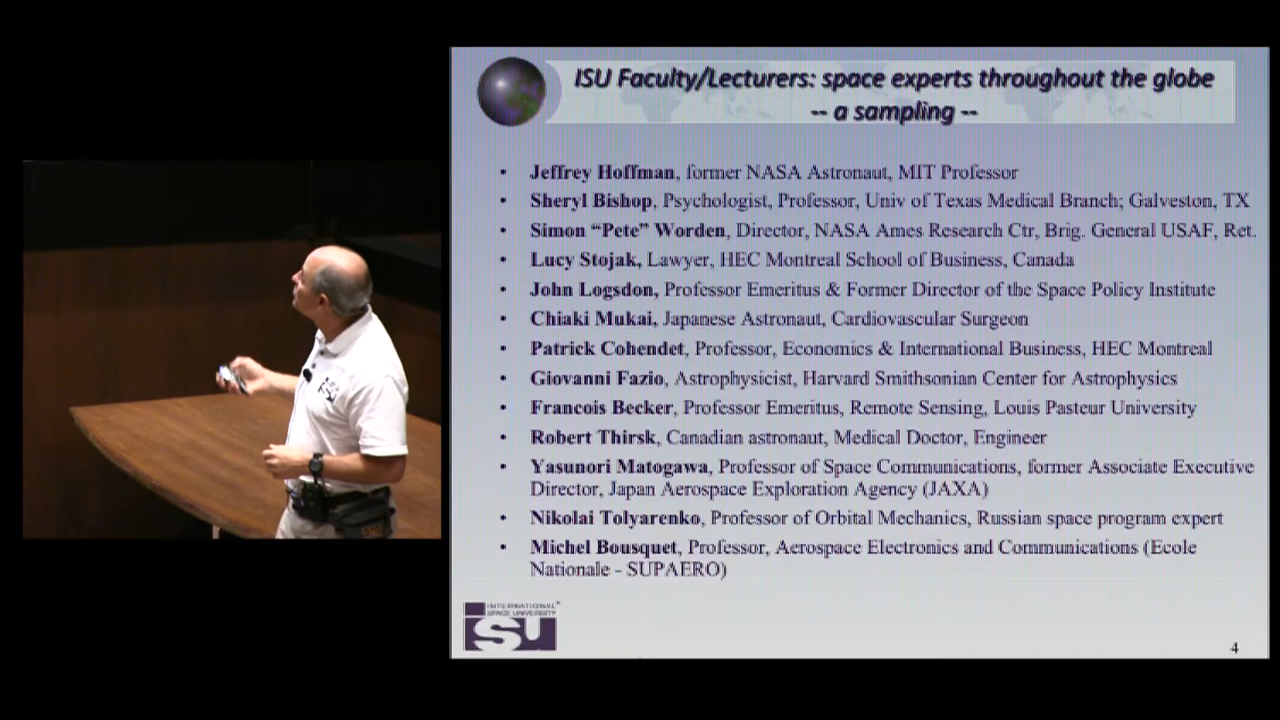 ISU Faculty/Lecturers: space experts throughout the globe
-- a sampling --
• Jeffrey Hoffman, former NASA Astronaut, MIT Professor
• Sheryl Bishop, Psychologist, Professor, Univ of Texas Medical Branch; Galveston, TX
• Simon “Pete” Worden, Director, NASA Ames Research Ctr, Brig. General USAF, Ret.
• Lucy Stojak, Lawyer, HEC Montreal School of Business, Canada
• John Logsdon, Professor Emeritus & Former Director of the Space Policy Institute
• Chiaki Mukai, Japanese Astronaut, Cardiovascular Surgeon
• Patrick Cohendet, Professor, Economics & International Business, HEC Montreal
• Giovanni Fazio, Astrophysicist, Harvard Smithsonian Center for Astrophysics
• Francois Becker, Professor Emeritus, Remote Sensing, Louis Pasteur University
• Robert Thirsk, Canadian astronaut, Medical Doctor, Engineer
• Yasunori Matogawa, Professor of Space Communications, former Associate Executive
Director, Japan Aerospace Exploration Agency (JAXA)
• Nikolai Tolyarenko, Professor of Orbital Mechanics, Russian space program expert
• Michel Bousquet, Professor, Aerospace Electronics and Communications (Ecole
Nationale - SUPAERO)
INTERNATIONAL
SPACE UNIVERSITY
ISU
4
ISU